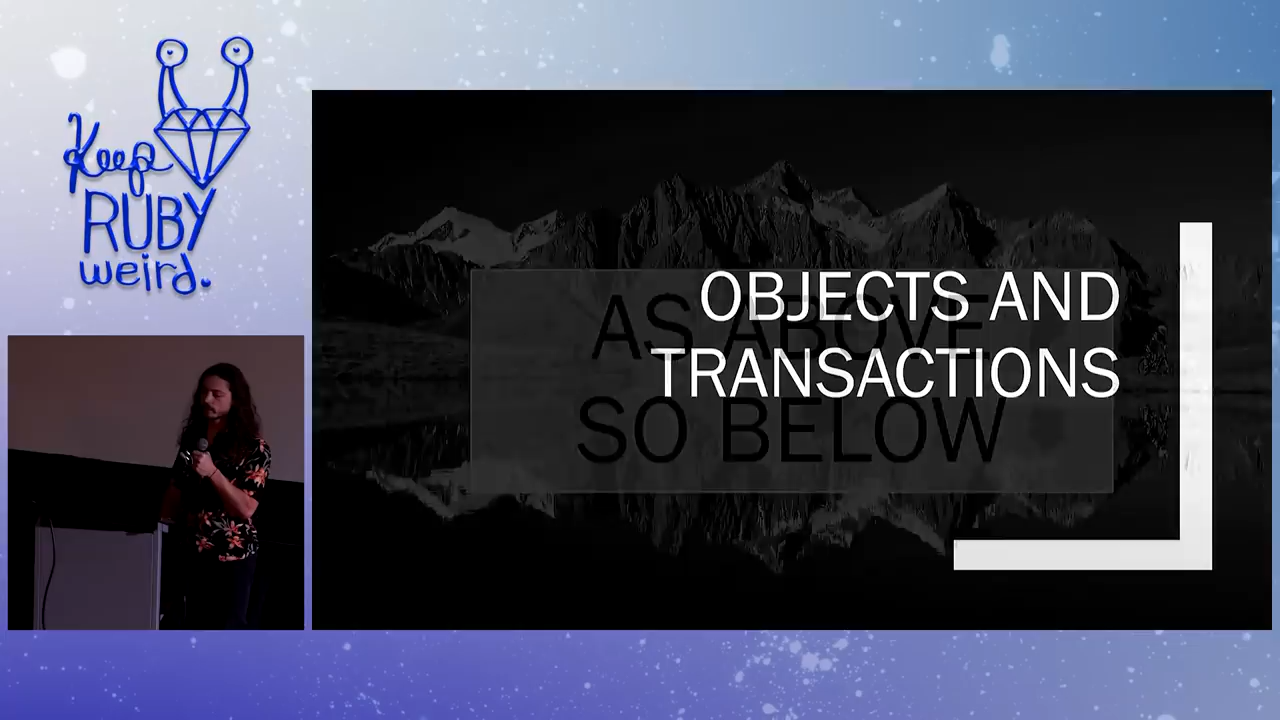 Keep
RUBY
weird.
OBJECTS AND
TRANSACTIONS
AS ABOVE
SO BELOW